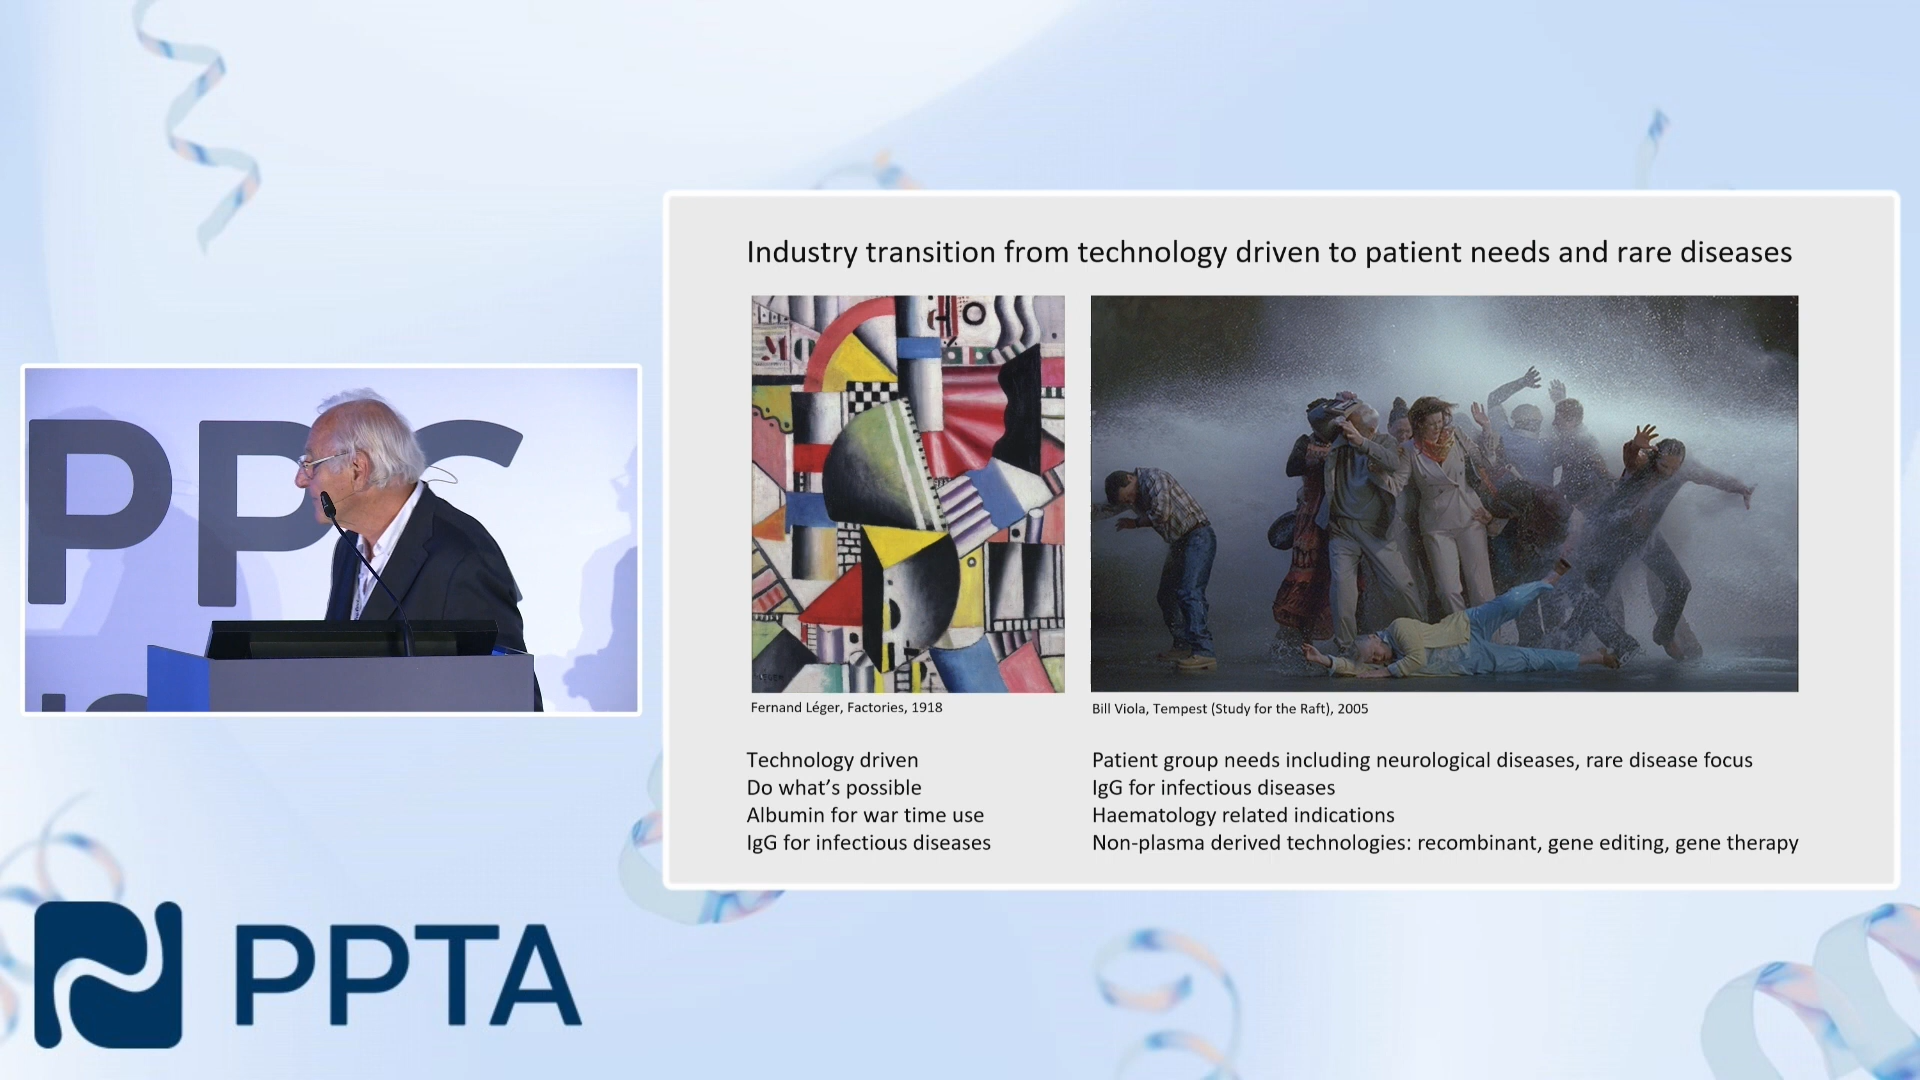 PPC
Industry transition from technology driven to patient needs and rare diseases
Fernand Léger, Factories, 1918
Bill Viola, Tempest (Study for the Raft), 2005
Technology driven
Do what's possible
Albumin for war time use
IgG for infectious diseases
Patient group needs including neurological diseases, rare disease focus
IgG for infectious diseases
Haematology related indications
Non-plasma derived technologies: recombinant, gene editing, gene therapy
PPTA